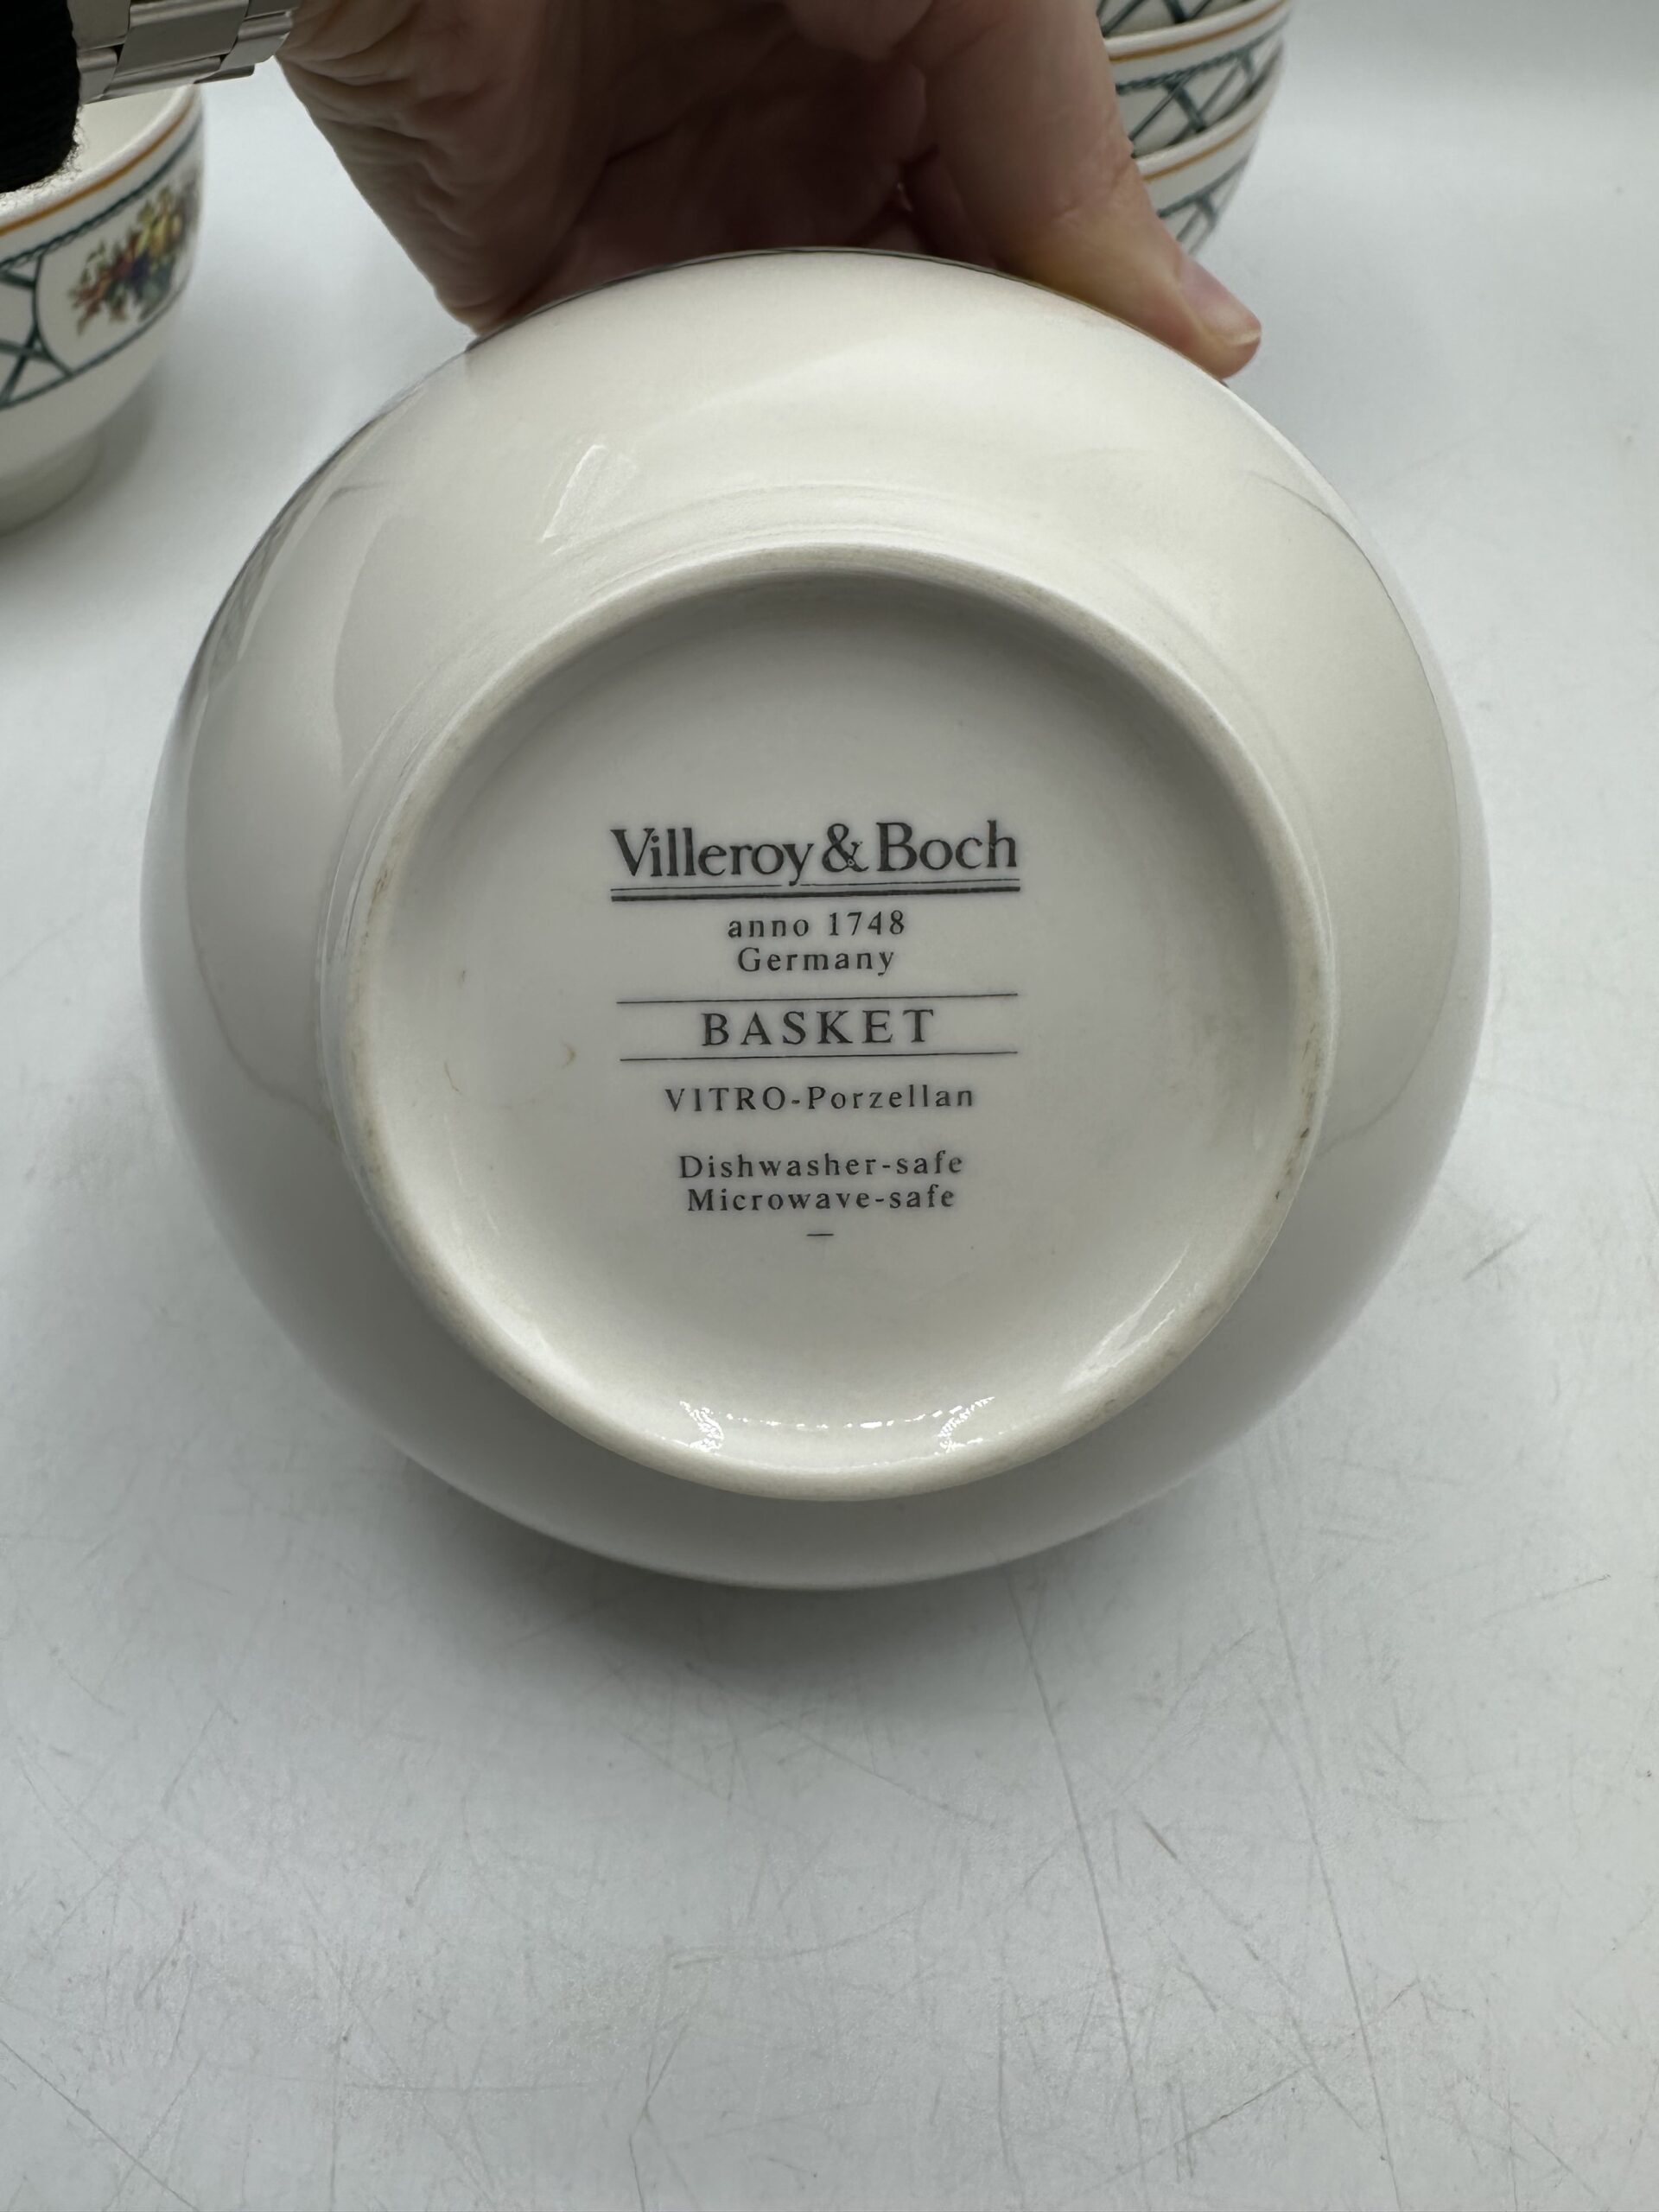 Villeroy & Boch
anno 1748
Germany
BASKET
VITRO-Porzellan
Dishwasher-safe
Microwave-safe